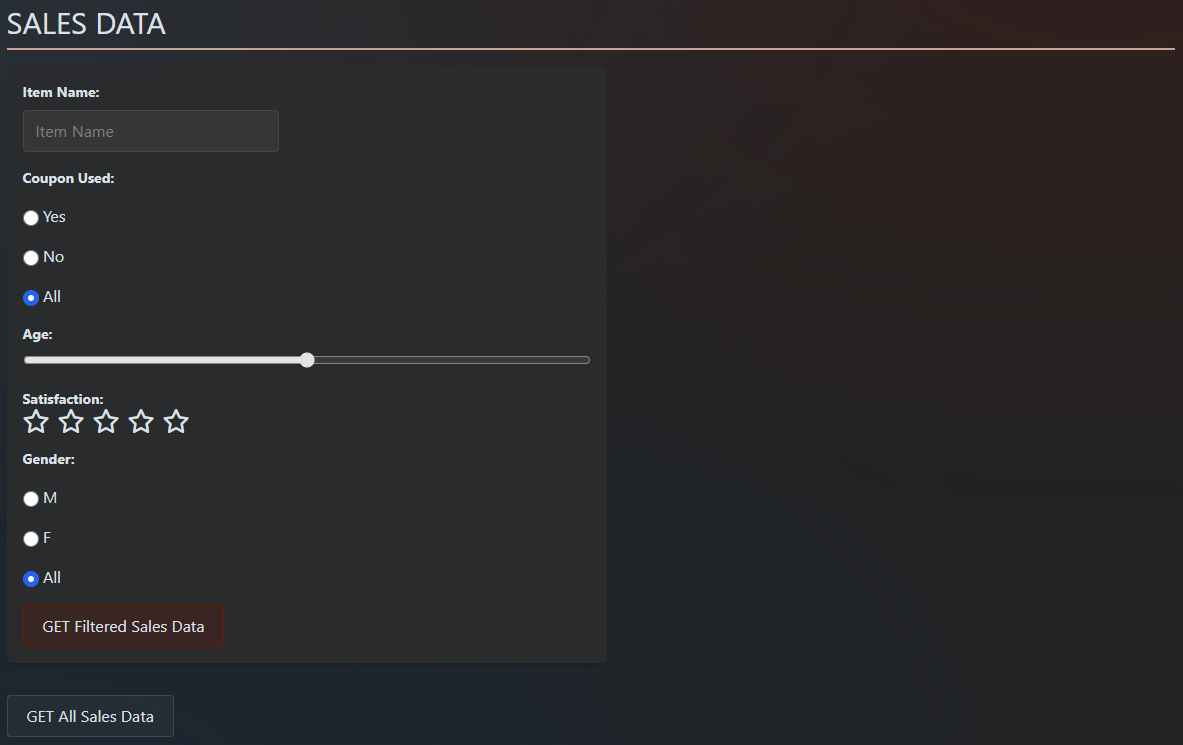 SALES DATA
Item Name:
Item Name
Coupon Used:
Yes
No
All
Age:
Satisfaction:
Gender:
M
F
All
GET Filtered Sales Data
GET All Sales Data